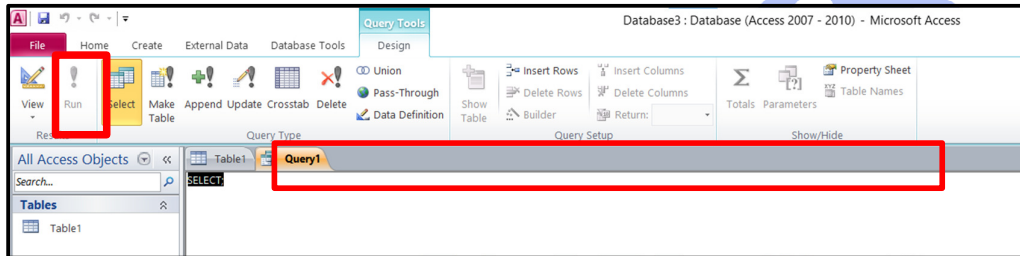 A
Query Tools
Database3 : Database (Access 2007 - 2010) - Microsoft Access
File Home Create External Data Database Tools Design
View
Run
Select
Make Table
Append
Update
Crosstab
Delete
Union
Pass-Through
Data Definition
Show Table
Insert Rows
Delete Rows
Builder
Insert Columns
Delete Columns
Return:
Totals
Parameters
Property Sheet
Table Names
Query Type
Query Setup
Show/Hide
All Access Objects
Table1
Query1
Search...
SELECT;
Tables
Table1